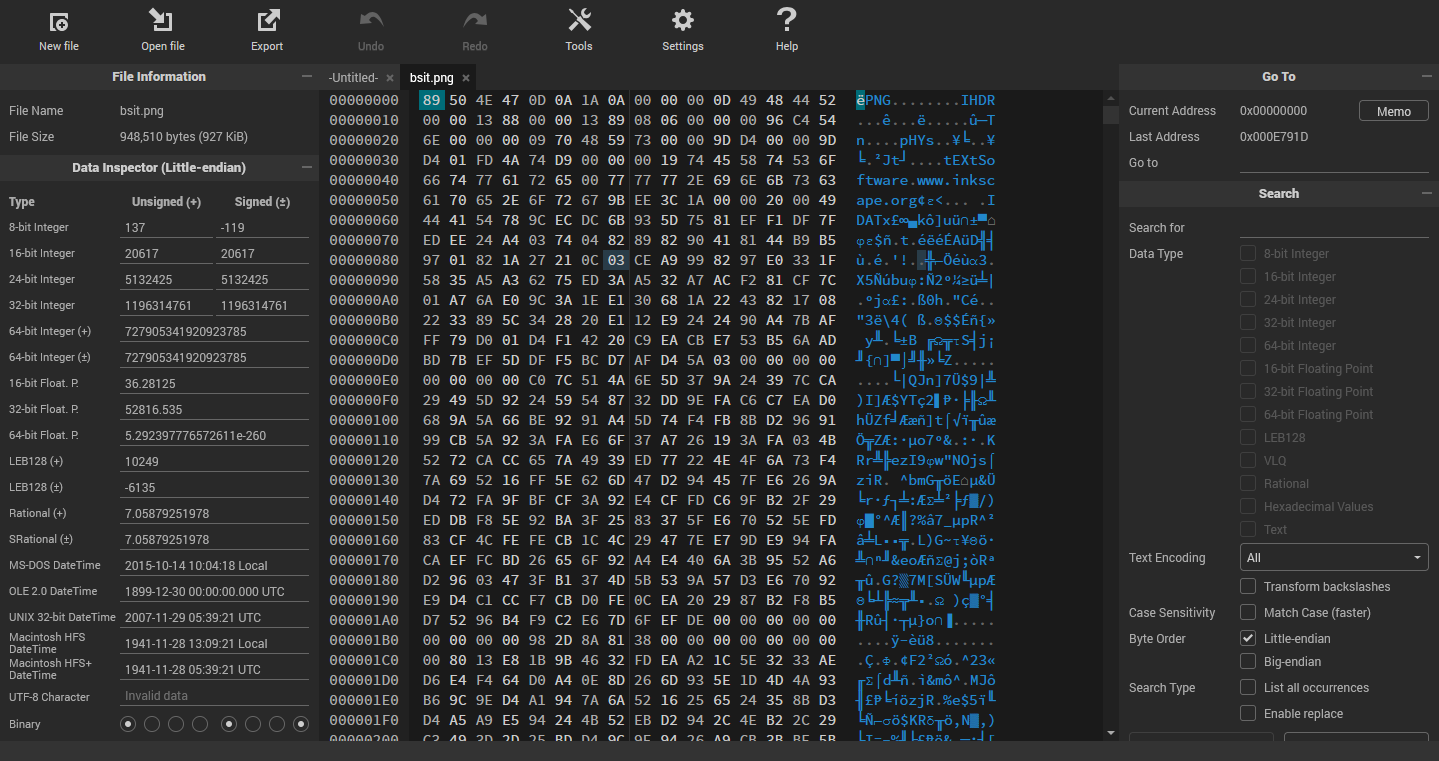 New file
Open file
Export
Undo
Redo
Tools
Settings
Help
File Information
File Name bsit.png
File Size 948,510 bytes (927 KiB)
Data Inspector (Little-endian)
Type Unsigned (+) Signed (±)
8-bit Integer 137 -119
16-bit Integer 20617 20617
24-bit Integer 5132425 5132425
32-bit Integer 1196314761 1196314761
64-bit Integer (+) 727905341920923785
64-bit Integer (±) 727905341920923785
16-bit Float. P. 36.28125
32-bit Float. P. 52816.535
64-bit Float. P. 5.292397776572611e-260
LEB128 (+) 10249
LEB128 (±) -6135
Rational (+) 7.05879251978
SRational (±) 7.05879251978
MS-DOS DateTime 2015-10-14 10:04:18 Local
OLE 2.0 DateTime 1899-12-30 00:00:00.000 UTC
UNIX 32-bit DateTime 2007-11-29 05:39:21 UTC
Macintosh HFS DateTime 1941-11-28 13:09:21 Local
Macintosh HFS+ DateTime 1941-11-28 05:39:21 UTC
UTF-8 Character Invalid data
Binary
-Untitled- ×
bsit.png ×
00000000 89 50 4E 47 0D 0A 1A 0A 00 00 00 0D 49 48 44 52 ëPNG........IHDR
00000010 00 00 13 88 00 00 13 89 08 06 00 00 00 96 C4 54 ...ê...ë.....û─T
00000020 6E 00 00 00 09 70 48 59 73 00 00 9D D4 00 00 9D n....pHYs..¥╘..¥
00000030 D4 01 FD 4A 74 D9 00 00 00 19 74 45 58 74 53 6F ╘.²Jt┘....tEXtSo
00000040 66 74 77 61 72 65 00 77 77 77 2E 69 6E 6B 73 63 ftware.www.inksc
00000050 61 70 65 2E 6F 72 67 9B EE 3C 1A 00 00 20 00 49 ape.org¢ε<... .I
00000060 44 41 54 78 9C EC DC 6B 93 5D 75 81 EF F1 DF 7F DATx£∞▄kô]uü∩±▀⌂
00000070 ED EE 24 A4 03 74 04 82 89 82 90 41 81 44 B9 B5 φε$ñ.t.éëéÉAüD╣╡
00000080 97 01 82 1A 27 21 0C 03 CE A9 99 82 97 E0 33 1F ù.é.'!..╬⌐Öéùα3.
00000090 58 35 A5 A3 62 75 ED 3A A5 32 A7 AC F2 81 CF 7C X5Ñúbuφ:Ñ2º¼≥ü╧|
000000A0 01 A7 6A E0 9C 3A 1E E1 30 68 1A 22 43 82 17 08 .ºjα£:.ß0h."Cé..
000000B0 22 33 89 5C 34 28 20 E1 12 E9 24 24 90 A4 7B AF "3ë\4( ß.Θ$$Éñ{»
000000C0 FF 79 D0 01 D4 F1 42 20 C9 EA CB E7 53 B5 6A AD
000000D0 BD 7B EF 5D DF F5 BC D7 AF D4 5A 03 00 00 00 00
000000E0 00 00 00 00 C0 7C 51 4A 6E 5D 37 9A 24 39 7C CA
000000F0 29 49 5D 92 24 59 54 87 32 DD 9E FA C6 C7 EA D0
00000100 68 9A 5A 66 BE 92 91 A4 5D 74 F4 FB 8B D2 96 91
00000110 99 CB 5A 92 3A FA E6 6F 37 A7 26 19 3A FA 03 4B
00000120 52 72 CA CC 65 7A 49 39 ED 77 22 4E 4F 6A 73 F4
00000130 7A 69 52 16 FF 5E 62 6D 47 D2 94 45 7F E6 26 9A
00000140 D4 72 FA 9F BF CF 3A 92 E4 CF FD C6 9F B2 2F 29
00000150 ED DB F8 5E 92 BA 3F 25 83 37 5F E6 70 52 5E FD
00000160 83 CF 4C FE FE CB 1C 4C 29 47 7E E7 9D E9 94 FA
00000170 CA EF FC BD 26 65 6F 92 A4 E4 40 6A 3B 95 52 A6
00000180 D2 96 03 47 3F B1 37 4D 5B 53 9A 57 D3 E6 70 92
00000190 E9 D4 C1 CC F7 CB D0 FE 0C EA 20 29 87 B2 F8 B5
000001A0 D7 52 96 B4 F9 C2 E6 7D 6F EF DE 00 00 00 00 00
000001B0 00 00 00 00 98 2D 8A 81 38 00 00 00 00 00 00 00
000001C0 00 80 13 E8 1B 9B 46 32 FD EA A2 1C 5E 32 33 AE
000001D0 D6 E4 F4 64 D0 A4 0E 8D 26 6D 93 5E 1D 4D 4A 93
000001E0 B6 9C 9E D4 A1 94 7A 6A 52 16 25 65 24 35 8B D3
000001F0 D4 A5 A9 E5 94 24 4B 52 EB D2 94 2C 4E B2 2C 29
00000200
Go To
Current Address 0x00000000 Memo
Last Address 0x000E791D
Go to
Search
Search for
Data Type 8-bit Integer
16-bit Integer
24-bit Integer
32-bit Integer
64-bit Integer
16-bit Floating Point
32-bit Floating Point
64-bit Floating Point
LEB128
VLQ
Rational
Hexadecimal Values
Text
Text Encoding All
Transform backslashes
Case Sensitivity Match Case (faster)
Byte Order Little-endian
Big-endian
Search Type List all occurrences
Enable replace